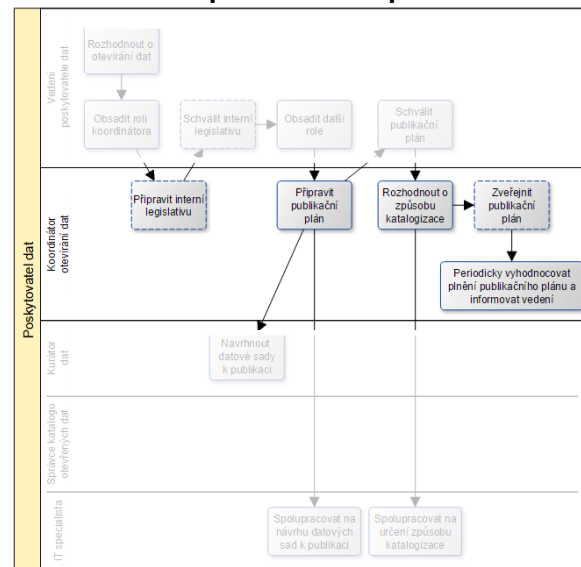 Poskytovatel dat
Vedení
poskytovatele dat
Rozhodnout o
otevírání dat
Obsadit roli
koordinátora
Schválit interní
legislativu
Obsadit další
role
Schválit
publikační
plán
Koordinátor
otevírání dat
Připravit interní
legislativu
Připravit
publikační
plán
Rozhodnout o
způsobu
katalogizace
Zveřejnit
publikační
plán
Periodicky vyhodnocovat
plnění publikačního plánu a
informovat vedení
Kurátor
dat
Navrhnout
datové sady
k publikaci
Správce katalogu
otevřených dat
IT specialista
Spolupracovat na
návrhu datových
sad k publikaci
Spolupracovat na
určení způsobu
katalogizace